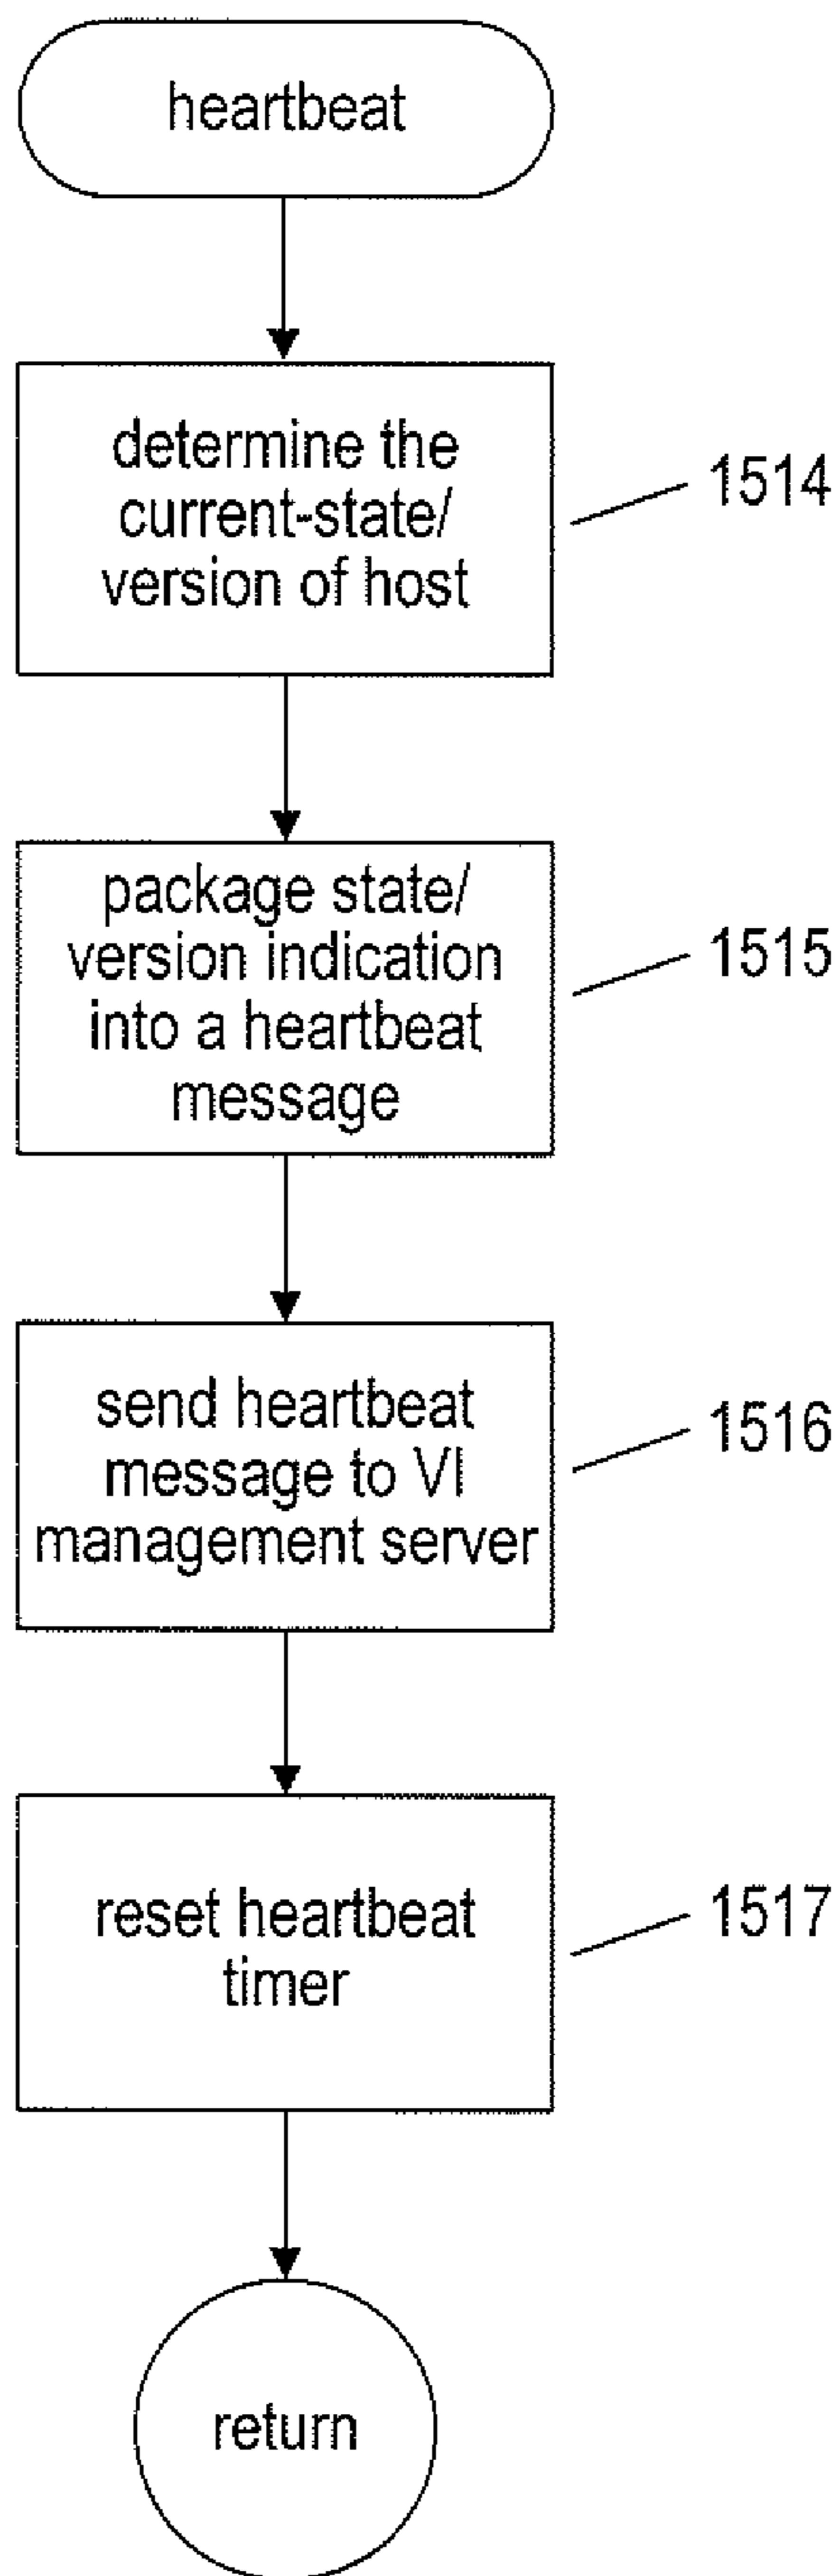 heartbeat
determine the
current-state/
version of host
1514
package state/
version indication
into a heartbeat
message
1515
send heartbeat
message to VI
management server
1516
reset heartbeat
timer
1517
return